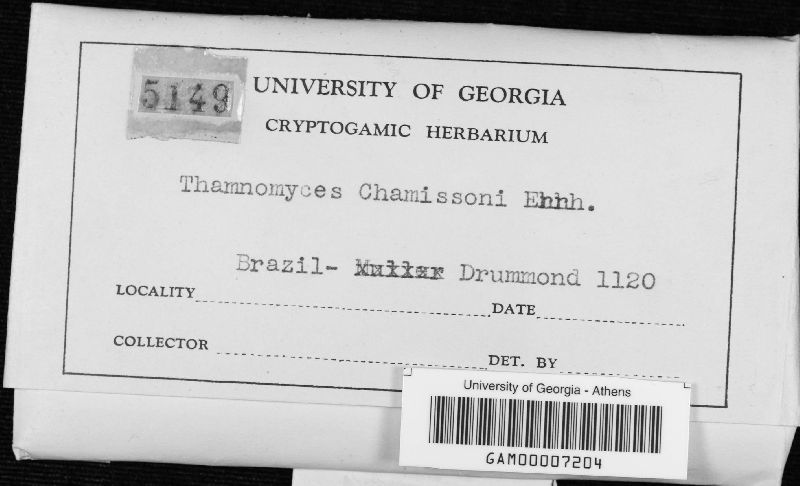 5149
UNIVERSITY OF GEORGIA
CRYPTOGAMIC HERBARIUM
Thamnomyces Chamissoni Ehhh.
Brazil- Drummond 1120
LOCALITY DATE
COLLECTOR DET. BY
University of Georgia - Athens
GAM00007204